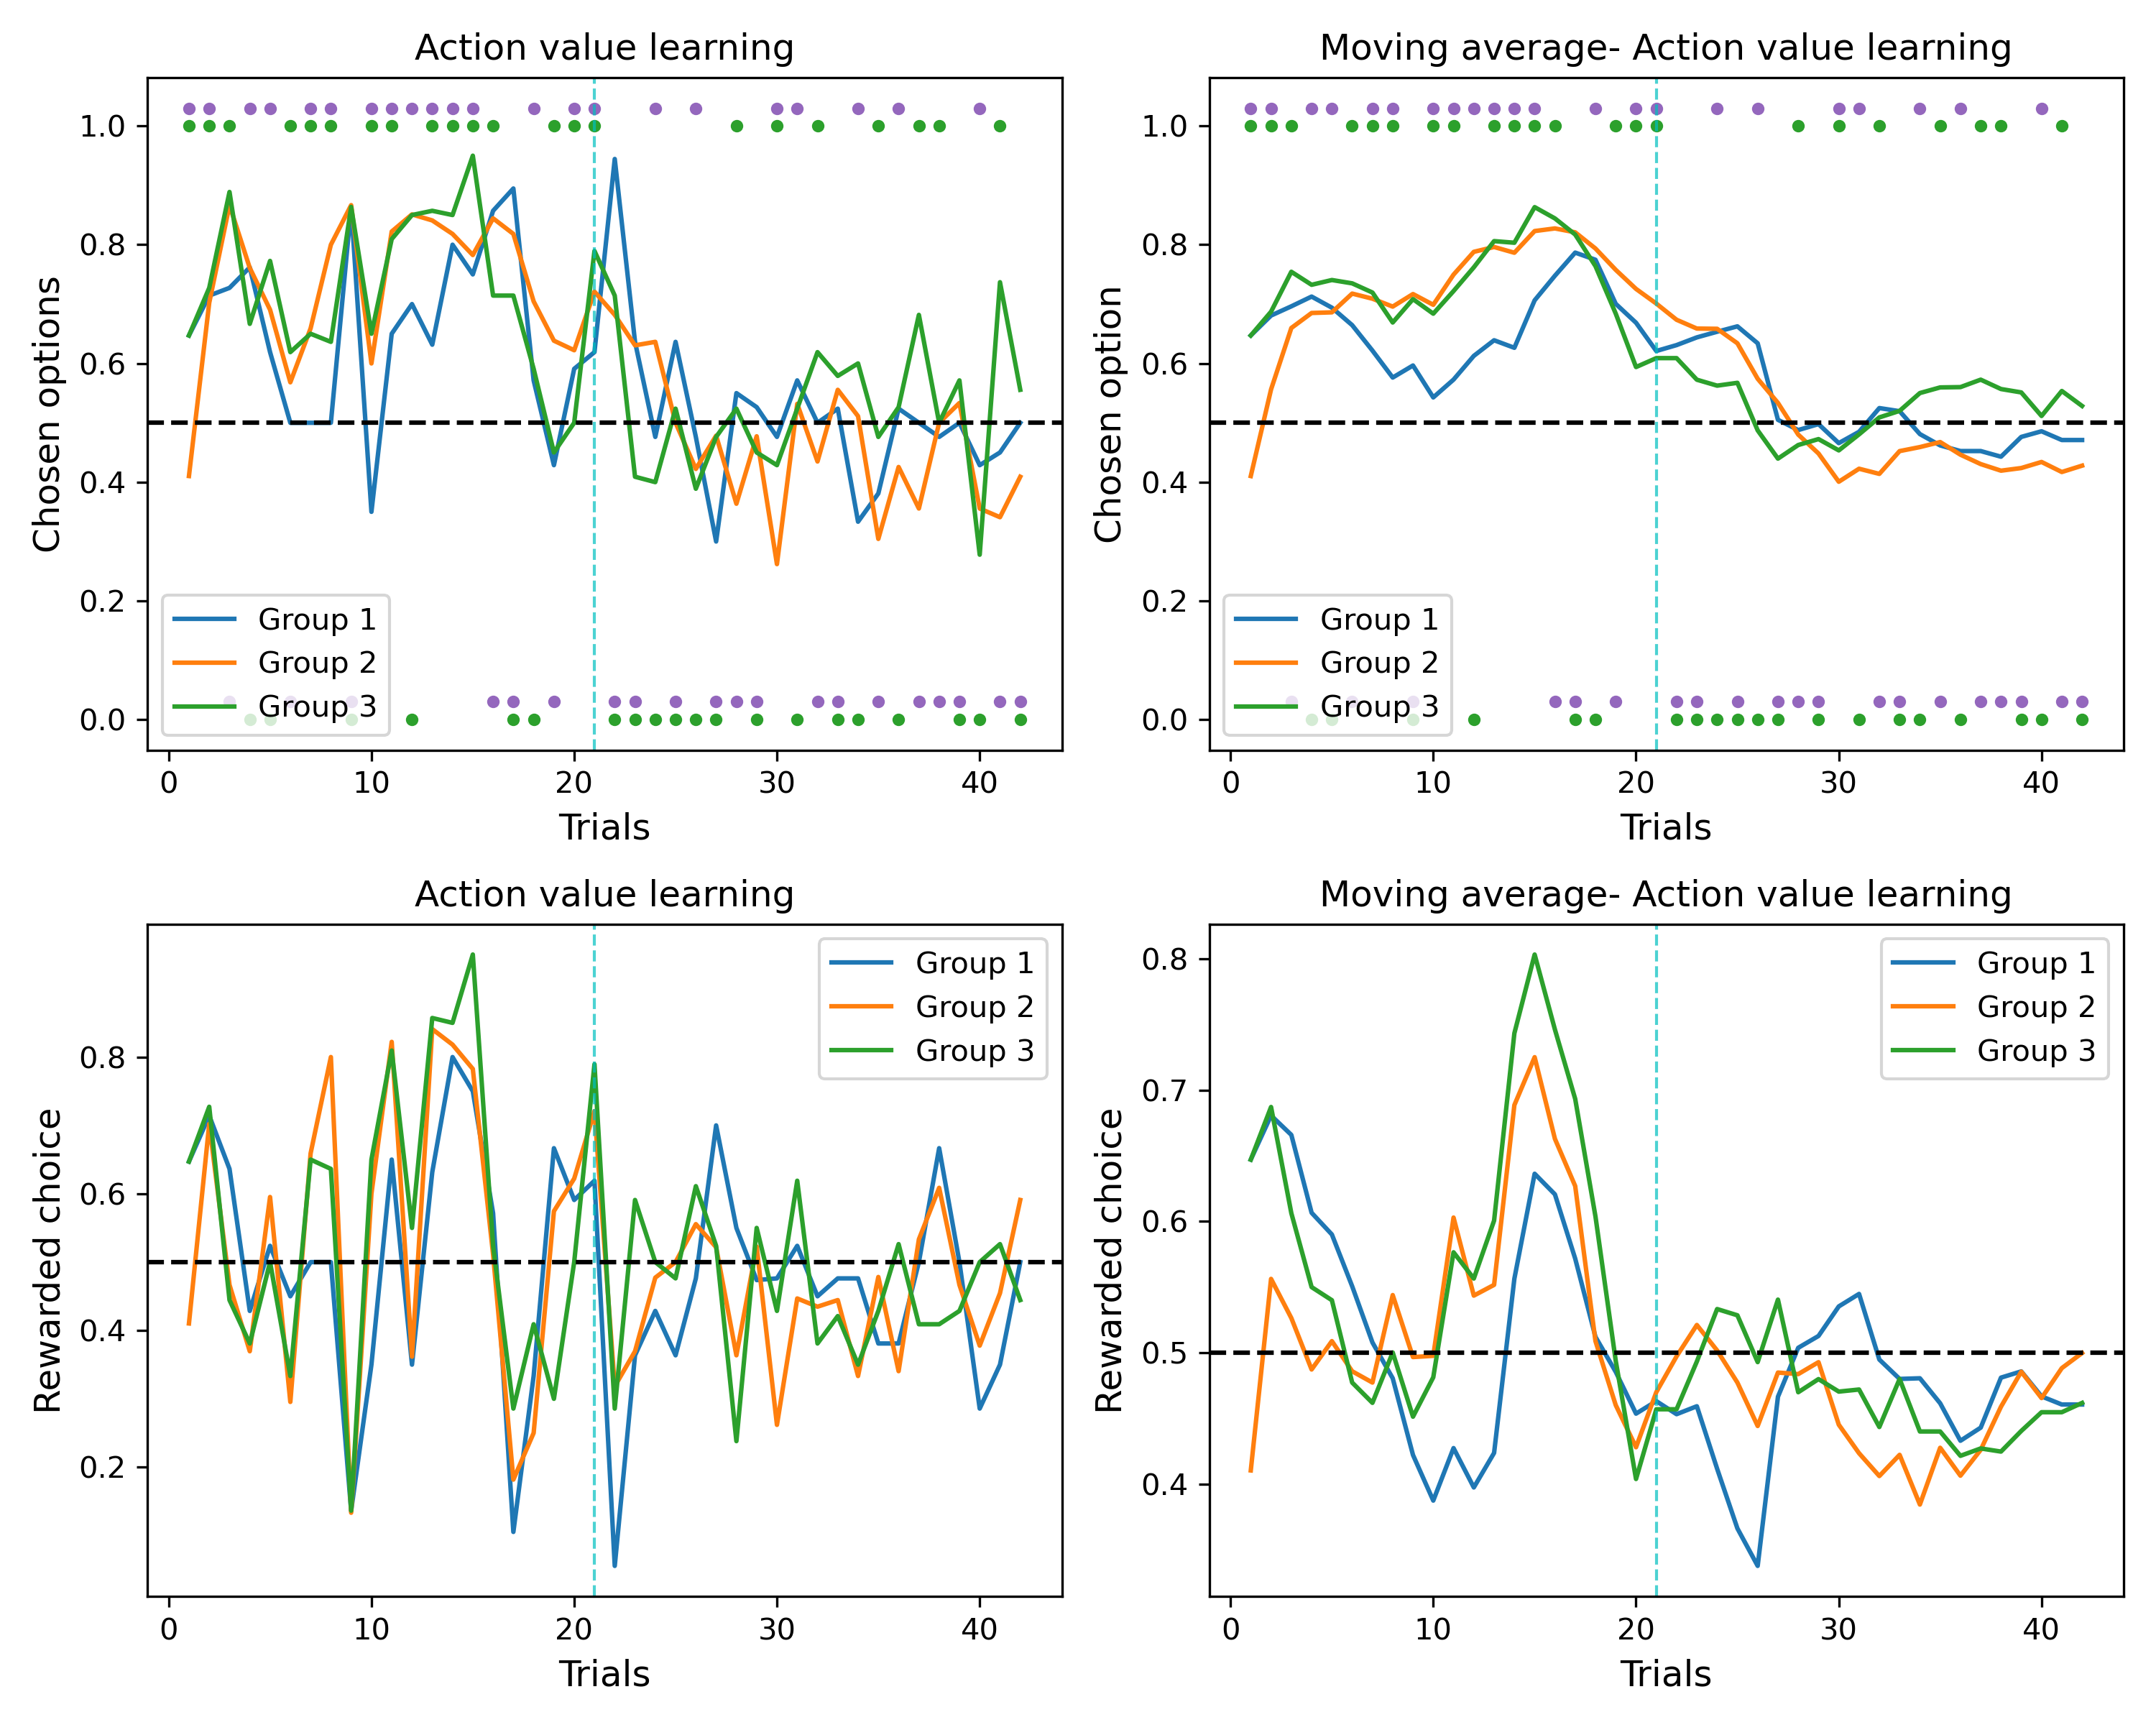 Action value learning
Chosen options
1.0
0.8
0.6
0.4
0.2
0.0
Group 1
Group 2
Group 3
0 10 20 30 40
Trials
Moving average- Action value learning
Chosen option
1.0
0.8
0.6
0.4
0.2
0.0
Group 1
Group 2
Group 3
0 10 20 30 40
Trials
Action value learning
Rewarded choice
0.8
0.6
0.4
0.2
Group 1
Group 2
Group 3
0 10 20 30 40
Trials
Moving average- Action value learning
Rewarded choice
0.8
0.7
0.6
0.5
0.4
Group 1
Group 2
Group 3
0 10 20 30 40
Trials